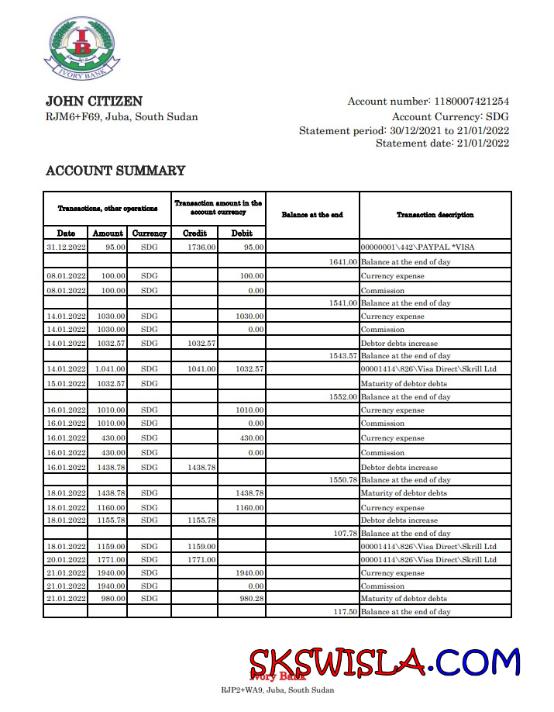 IB
IVORY BANK
JOHN CITIZEN
RJM6+F69, Juba, South Sudan
Account number: 1180007421254
Account Currency: SDG
Statement period: 30/12/2021 to 21/01/2022
Statement date: 21/01/2022
ACCOUNT SUMMARY
Transactions, other operations Transaction amount in the account currency Balance at the end Transaction description
Date Amount Currency Credit Debit
31.12.2022 95.00 SDG 1736.00 95.00 00000001\442\PAYPAL *VISA
1641.00 Balance at the end of day
08.01.2022 100.00 SDG 100.00 Currency expense
08.01.2022 100.00 SDG 0.00 Commission
1541.00 Balance at the end of day
14.01.2022 1030.00 SDG 1030.00 Currency expense
14.01.2022 1030.00 SDG 0.00 Commission
14.01.2022 1032.57 SDG 1032.57 Debtor debts increase
1543.57 Balance at the end of day
14.01.2022 1.041.00 SDG 1041.00 1032.57 00001414\826\Visa Direct\Skrill Ltd
15.01.2022 1032.57 SDG Maturity of debtor debts
1552.00 Balance at the end of day
16.01.2022 1010.00 SDG 1010.00 Currency expense
16.01.2022 1010.00 SDG 0.00 Commission
16.01.2022 430.00 SDG 430.00 Currency expense
16.01.2022 430.00 SDG 0.00 Commission
16.01.2022 1438.78 SDG 1438.78 Debtor debts increase
1550.78 Balance at the end of day
18.01.2022 1438.78 SDG 1438.78 Maturity of debtor debts
18.01.2022 1160.00 SDG 1160.00 Currency expense
18.01.2022 1155.78 SDG 1155.78 Debtor debts increase
107.78 Balance at the end of day
18.01.2022 1159.00 SDG 1159.00 00001414\826\Visa Direct\Skrill Ltd
20.01.2022 1771.00 SDG 1771.00 00001414\826\Visa Direct\Skrill Ltd
21.01.2022 1940.00 SDG 1940.00 Currency expense
21.01.2022 1940.00 SDG 0.00 Commission
21.01.2022 980.00 SDG 980.28 Maturity of debtor debts
117.50 Balance at the end of day
SKSWISLA.COM
Ivory Bank
RJP2+WA9, Juba, South Sudan